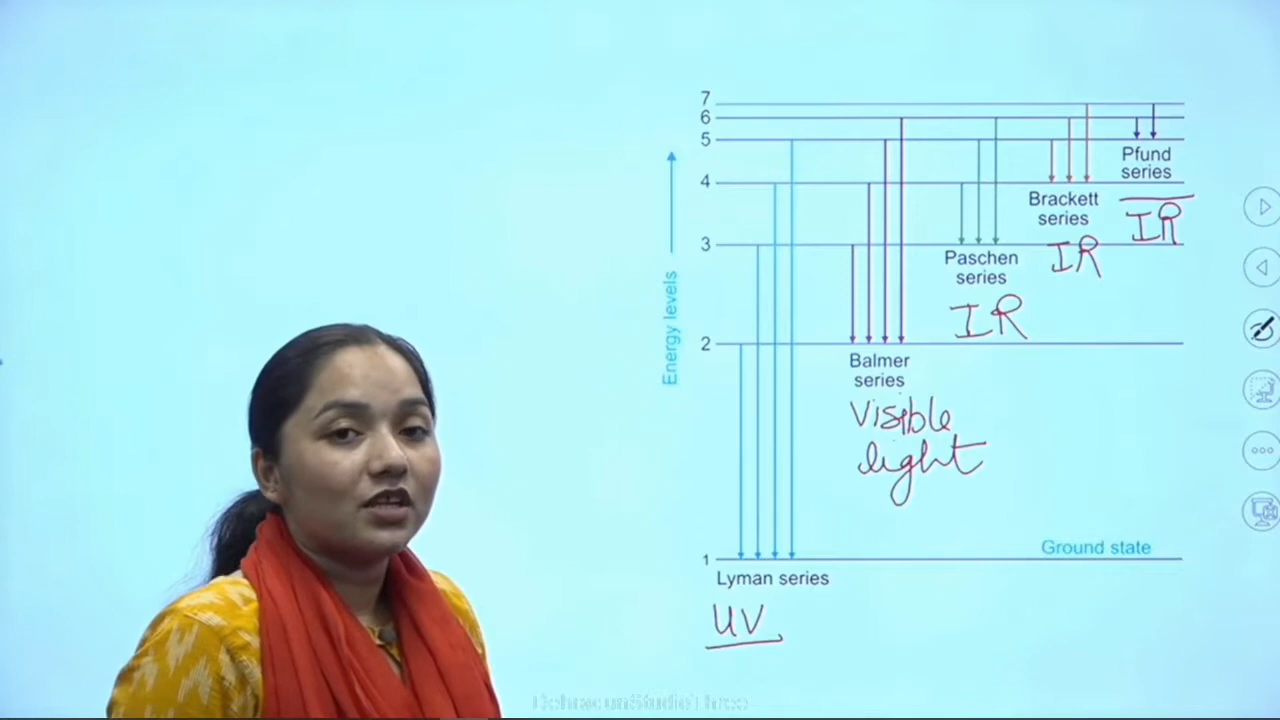 7
6
5
Pfund
series
4
Brackett
series
IR
3
IR
Paschen
series
IR
Energy levels
2
Balmer
series
Visible
light
Ground state
1
Lyman series
UV